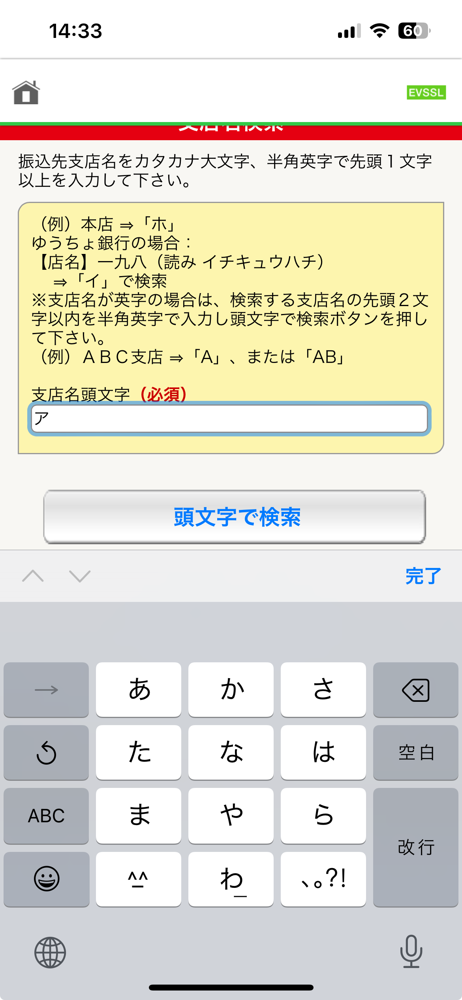 14:33
60
EVSSL
支店名検索
振込先支店名をカタカナ大文字、半角英字で先頭１文字
以上を入力して下さい。
（例）本店 ⇒「ホ」
ゆうちょ銀行の場合：
【店名】一九八（読み イチキュウハチ）
⇒「イ」で検索
※支店名が英字の場合は、検索する支店名の先頭２文
字以内を半角英字で入力し頭文字で検索ボタンを押し
て下さい。
（例）ＡＢＣ支店 ⇒「A」、または「AB」
支店名頭文字（必須）
ア
頭文字で検索
完了
→ あ か さ
た な は 空白
ABC ま や ら
改行
^_^ わ_ 、。?!